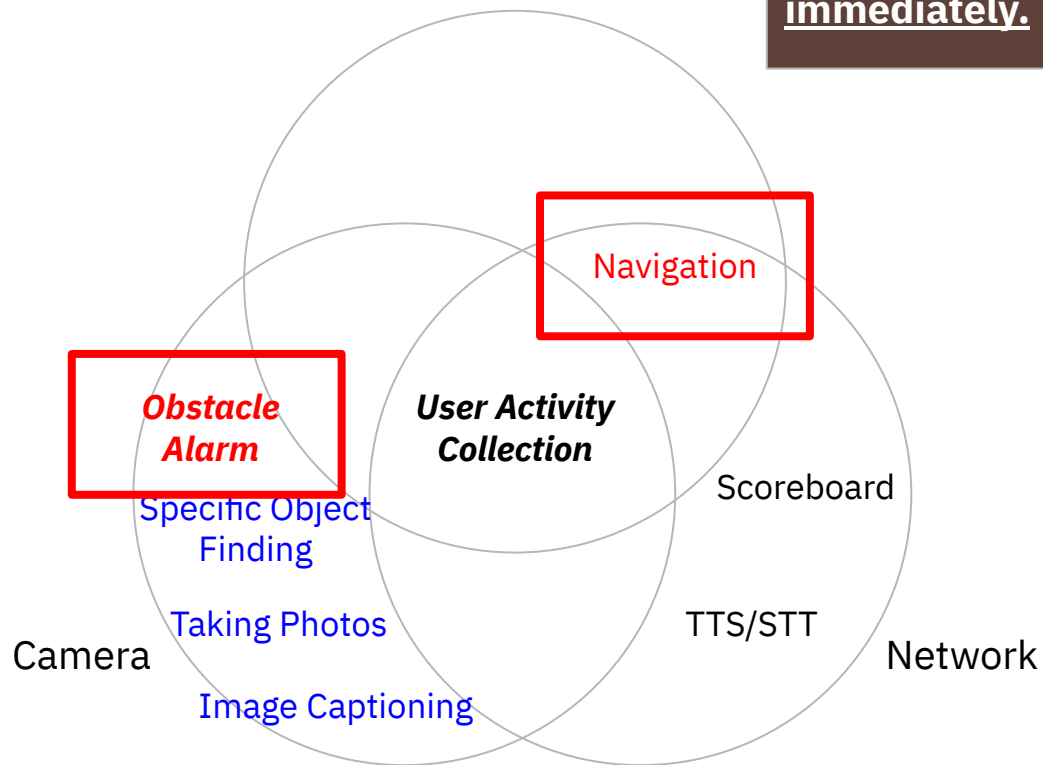 immediately.
Navigation
Obstacle
Alarm
User Activity
Collection
Scoreboard
Specific Object
Finding
Taking Photos
TTS/STT
Camera
Network
Image Captioning